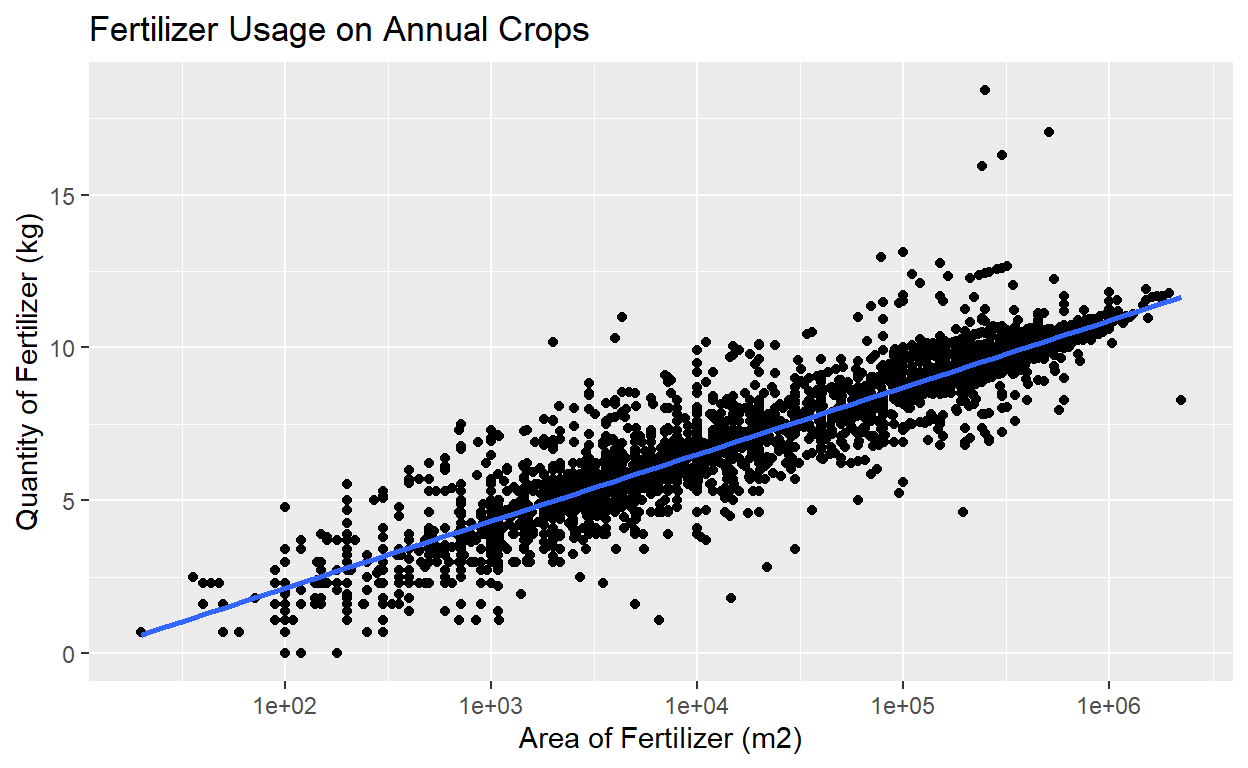 Fertilizer Usage on Annual Crops
15
10
5
0
Quantity of Fertilizer (kg)
1e+02 1e+03 1e+04 1e+05 1e+06
Area of Fertilizer (m2)